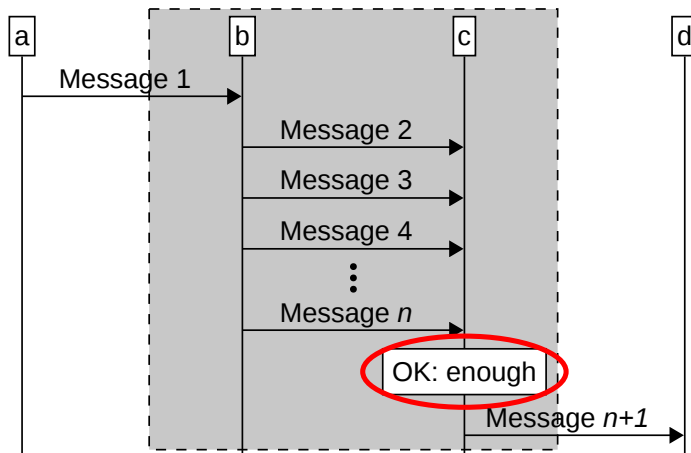 a b c d
Message 1
Message 2
Message 3
Message 4
Message n
OK: enough
Message n+1